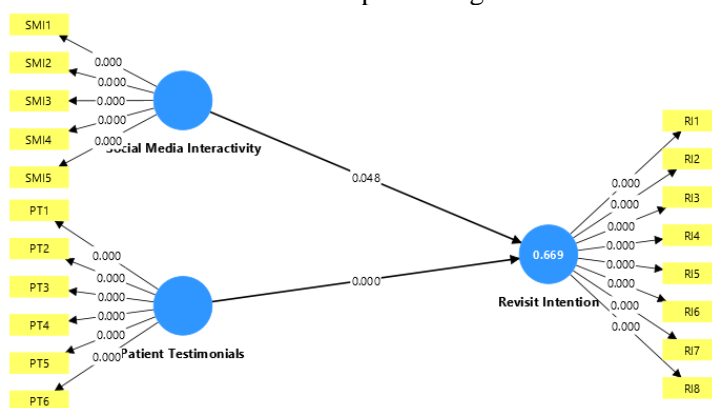 SMI1
SMI2
SMI3
SMI4
SMI5
0.000
0.000
0.000
0.000
0.000
Social Media Interactivity
0.048
PT1
PT2
PT3
PT4
PT5
PT6
0.000
0.000
0.000
0.000
0.000
0.000
Patient Testimonials
0.000
0.669
Revisit Intention
0.000
0.000
0.000
0.000
0.000
0.000
0.000
0.000
RI1
RI2
RI3
RI4
RI5
RI6
RI7
RI8